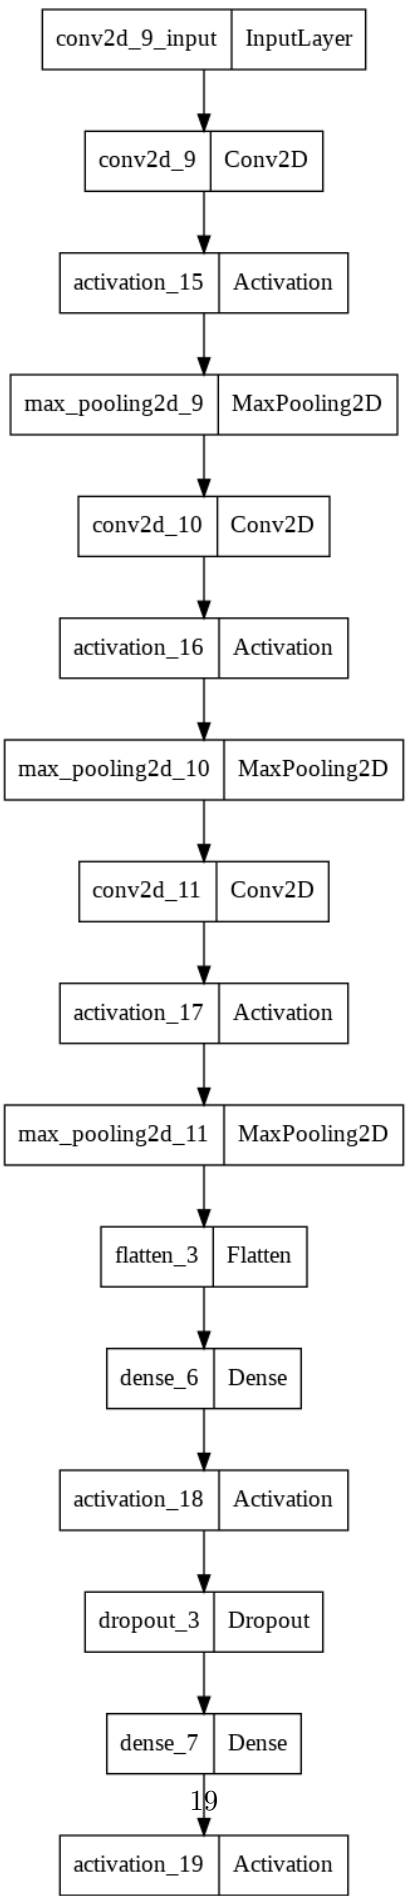 conv2d_9_input InputLayer
conv2d_9 Conv2D
activation_15 Activation
max_pooling2d_9 MaxPooling2D
conv2d_10 Conv2D
activation_16 Activation
max_pooling2d_10 MaxPooling2D
conv2d_11 Conv2D
activation_17 Activation
max_pooling2d_11 MaxPooling2D
flatten_3 Flatten
dense_6 Dense
activation_18 Activation
dropout_3 Dropout
dense_7 Dense
19
activation_19 Activation